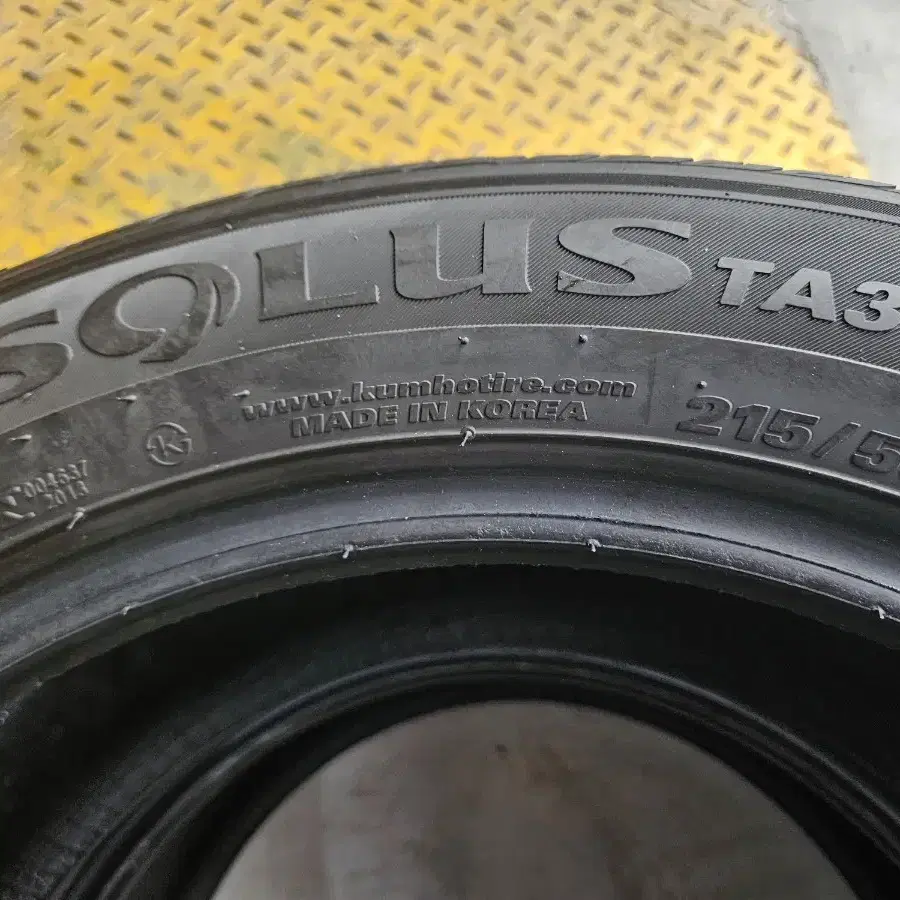 SOLUS TA3
www.kumhotire.com
MADE IN KOREA
215/5
K
004637
2013